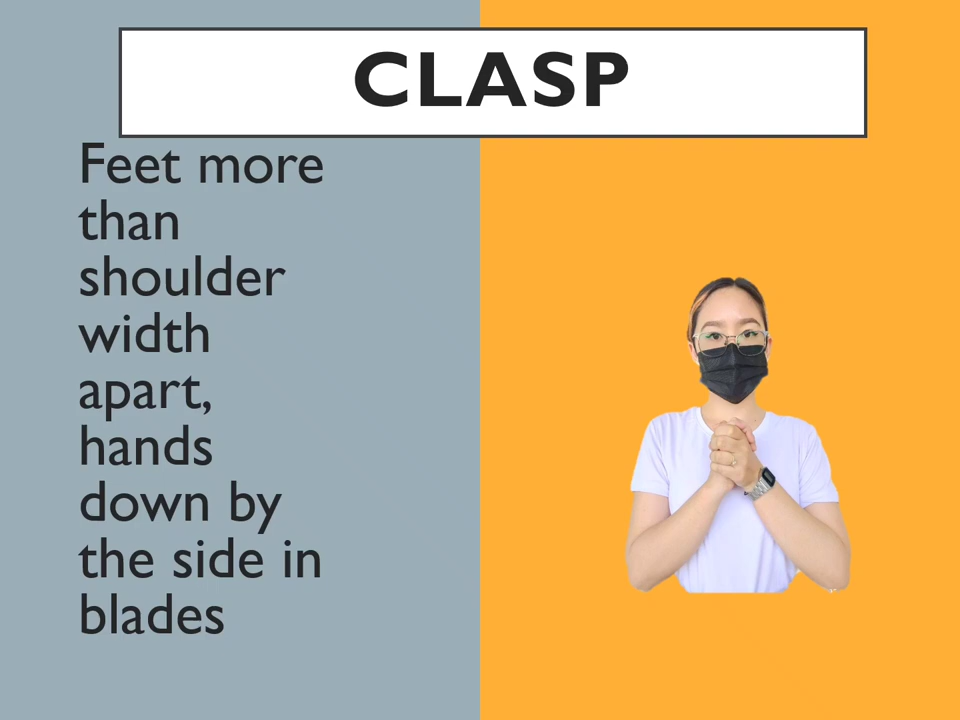 CLASP
Feet more
than
shoulder
width
apart,
hands
down by
the side in
blades